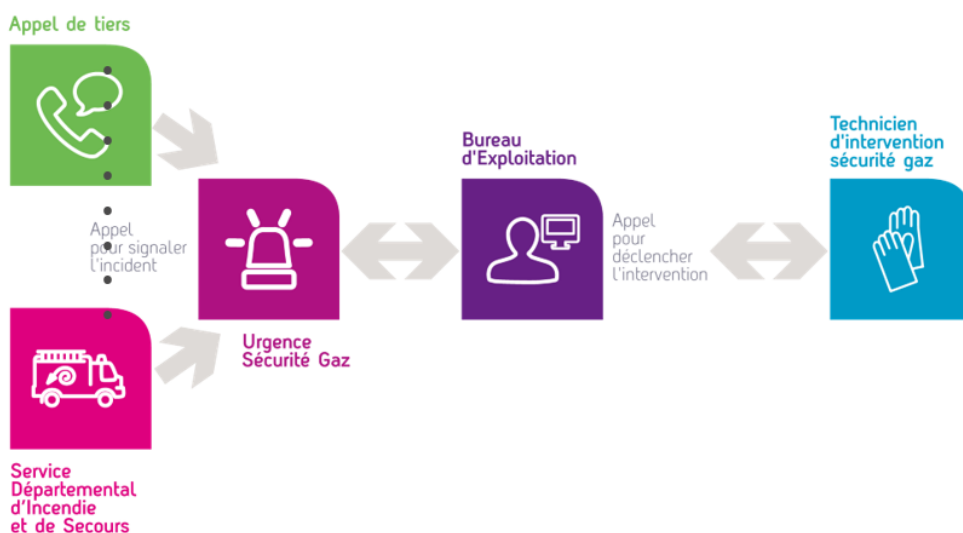 Appel de tiers
Appel
pour signaler
l'incident
Service
Départemental
d'Incendie
et de Secours
Urgence
Sécurité Gaz
Bureau
d'Exploitation
Appel
pour
déclencher
l'intervention
Technicien
d'intervention
sécurité gaz